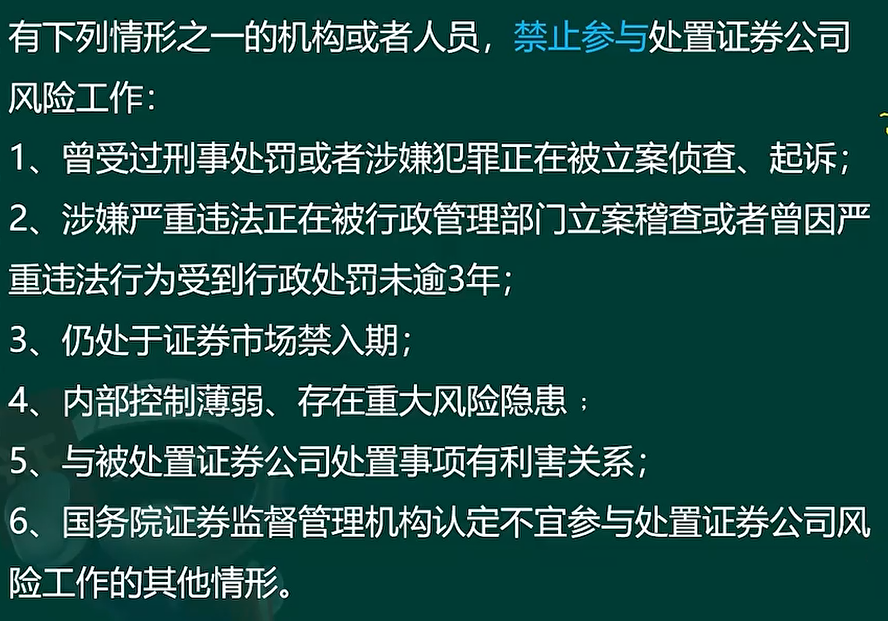 有下列情形之一的机构或者人员，禁止参与处置证券公司
风险工作：
1、曾受过刑事处罚或者涉嫌犯罪正在被立案侦查、起诉；
2、涉嫌严重违法正在被行政管理部门立案稽查或者曾因严
重违法行为受到行政处罚未逾3年；
3、仍处于证券市场禁入期；
4、内部控制薄弱、存在重大风险隐患；
5、与被处置证券公司处置事项有利害关系；
6、国务院证券监督管理机构认定不宜参与处置证券公司风
险工作的其他情形。